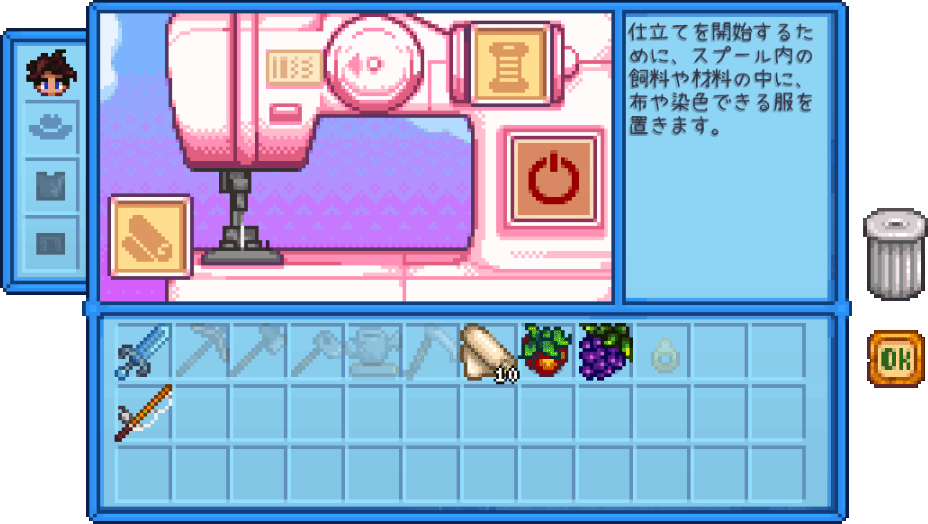 仕立てを開始するた
めに、スプール内の
飼料や材料の中に、
布や染色できる服を
置きます。
10
OK